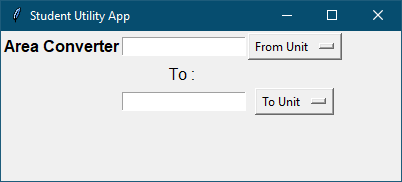 Student Utility App
Area Converter From Unit
To :
To Unit